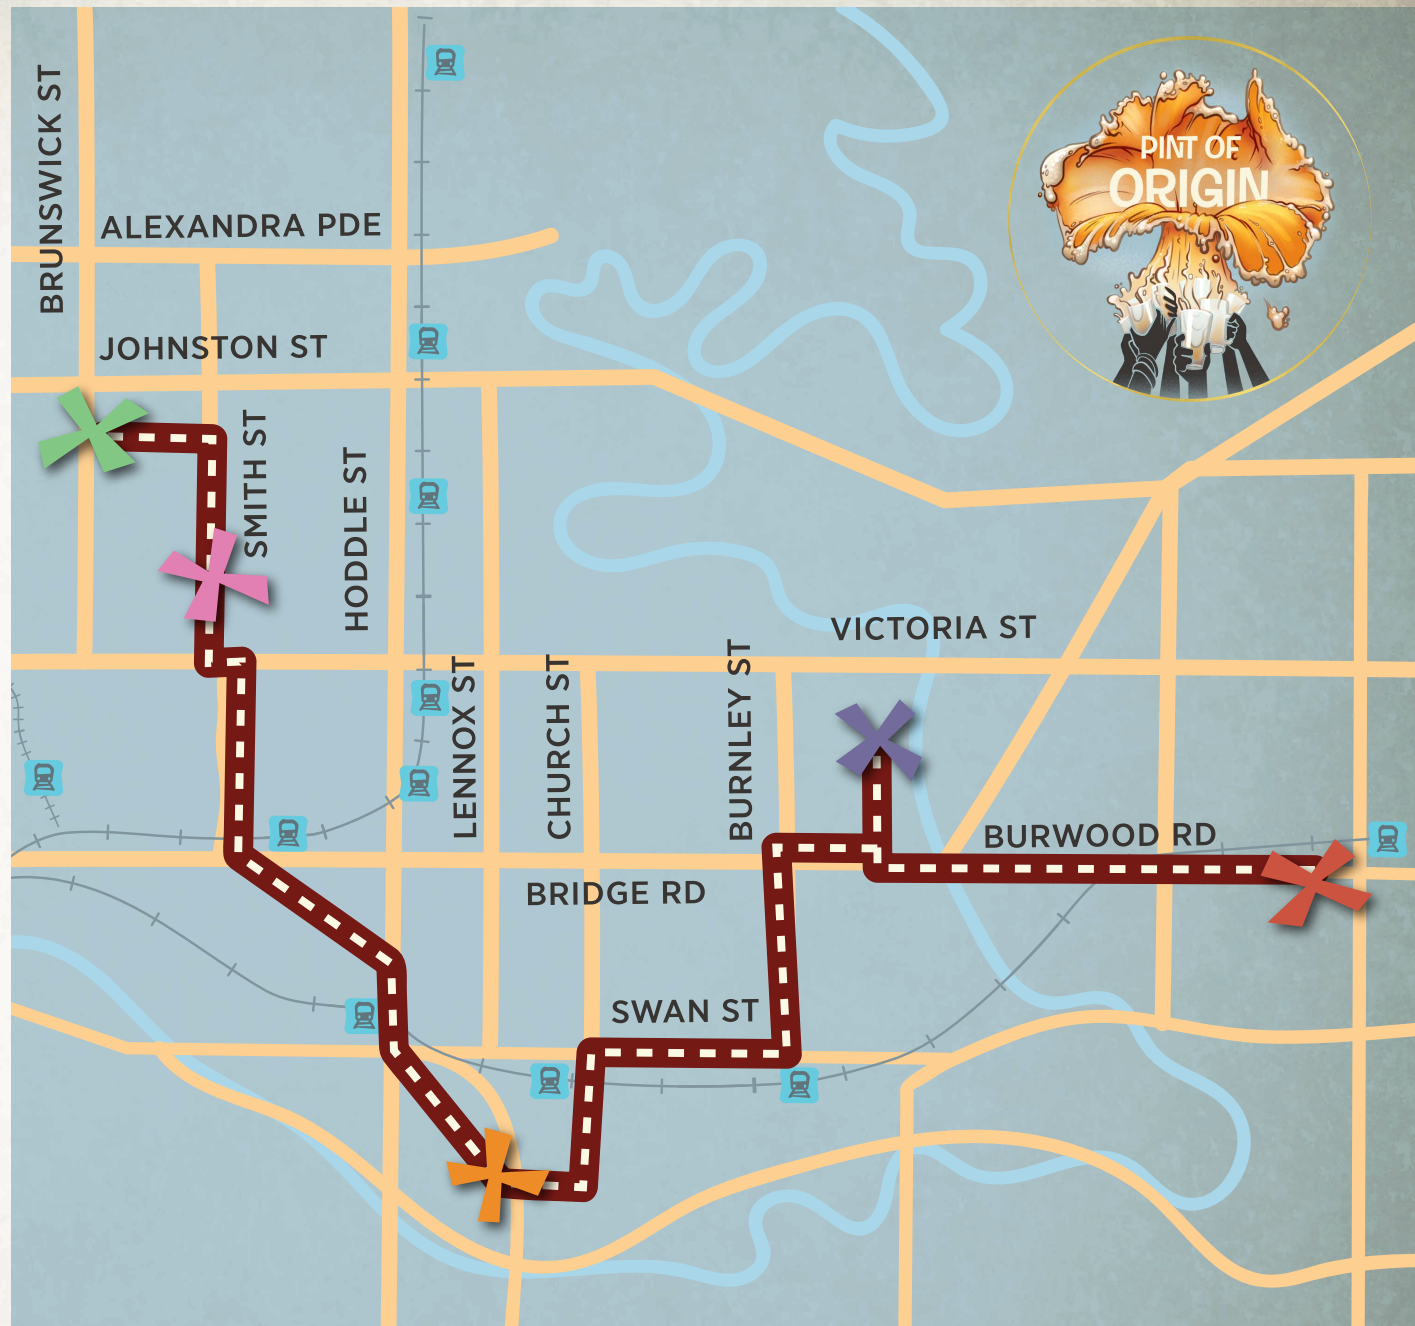 BRUNSWICK ST
ALEXANDRA PDE
JOHNSTON ST
PINT OF
ORIGIN
SMITH ST
HODDLE ST
VICTORIA ST
LENNOX ST
CHURCH ST
BURNLEY ST
BURWOOD RD
BRIDGE RD
SWAN ST